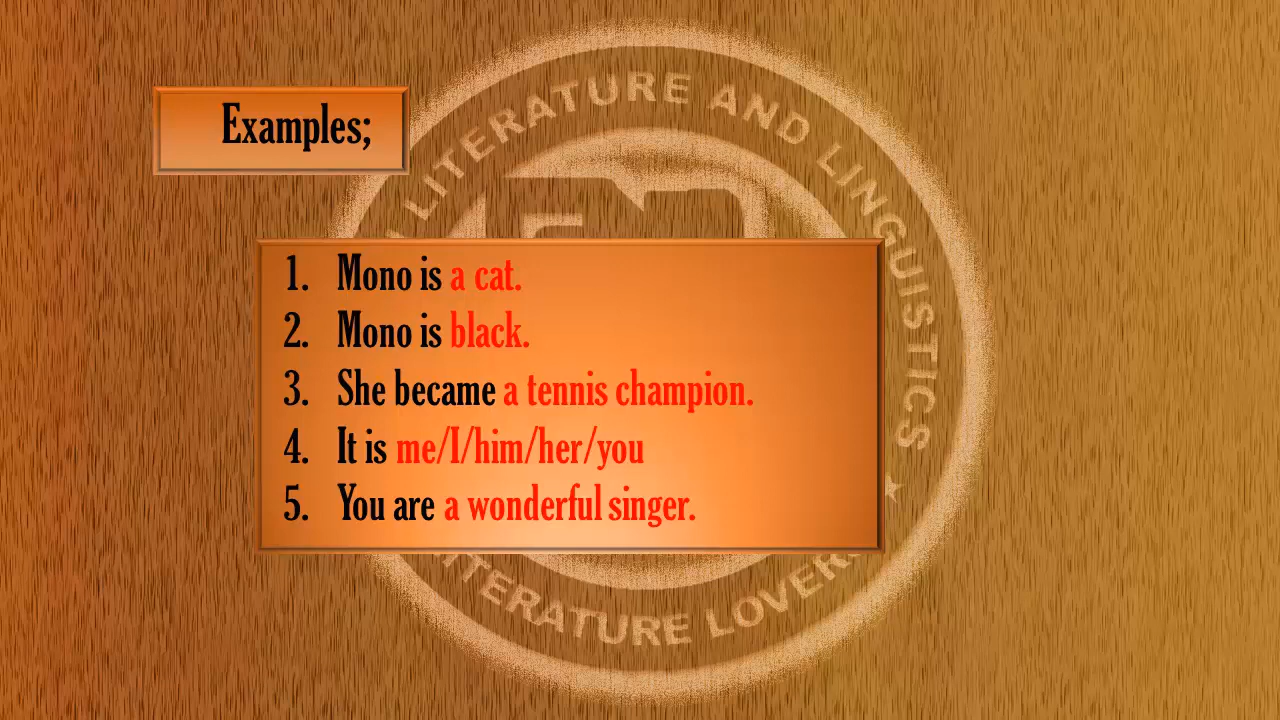 LITERATURE AND LINGUISTICS
Examples;
1. Mono is a cat.
2. Mono is black.
3. She became a tennis champion.
4. It is me/I/him/her/you
5. You are a wonderful singer.
LITERATURE LOVERS